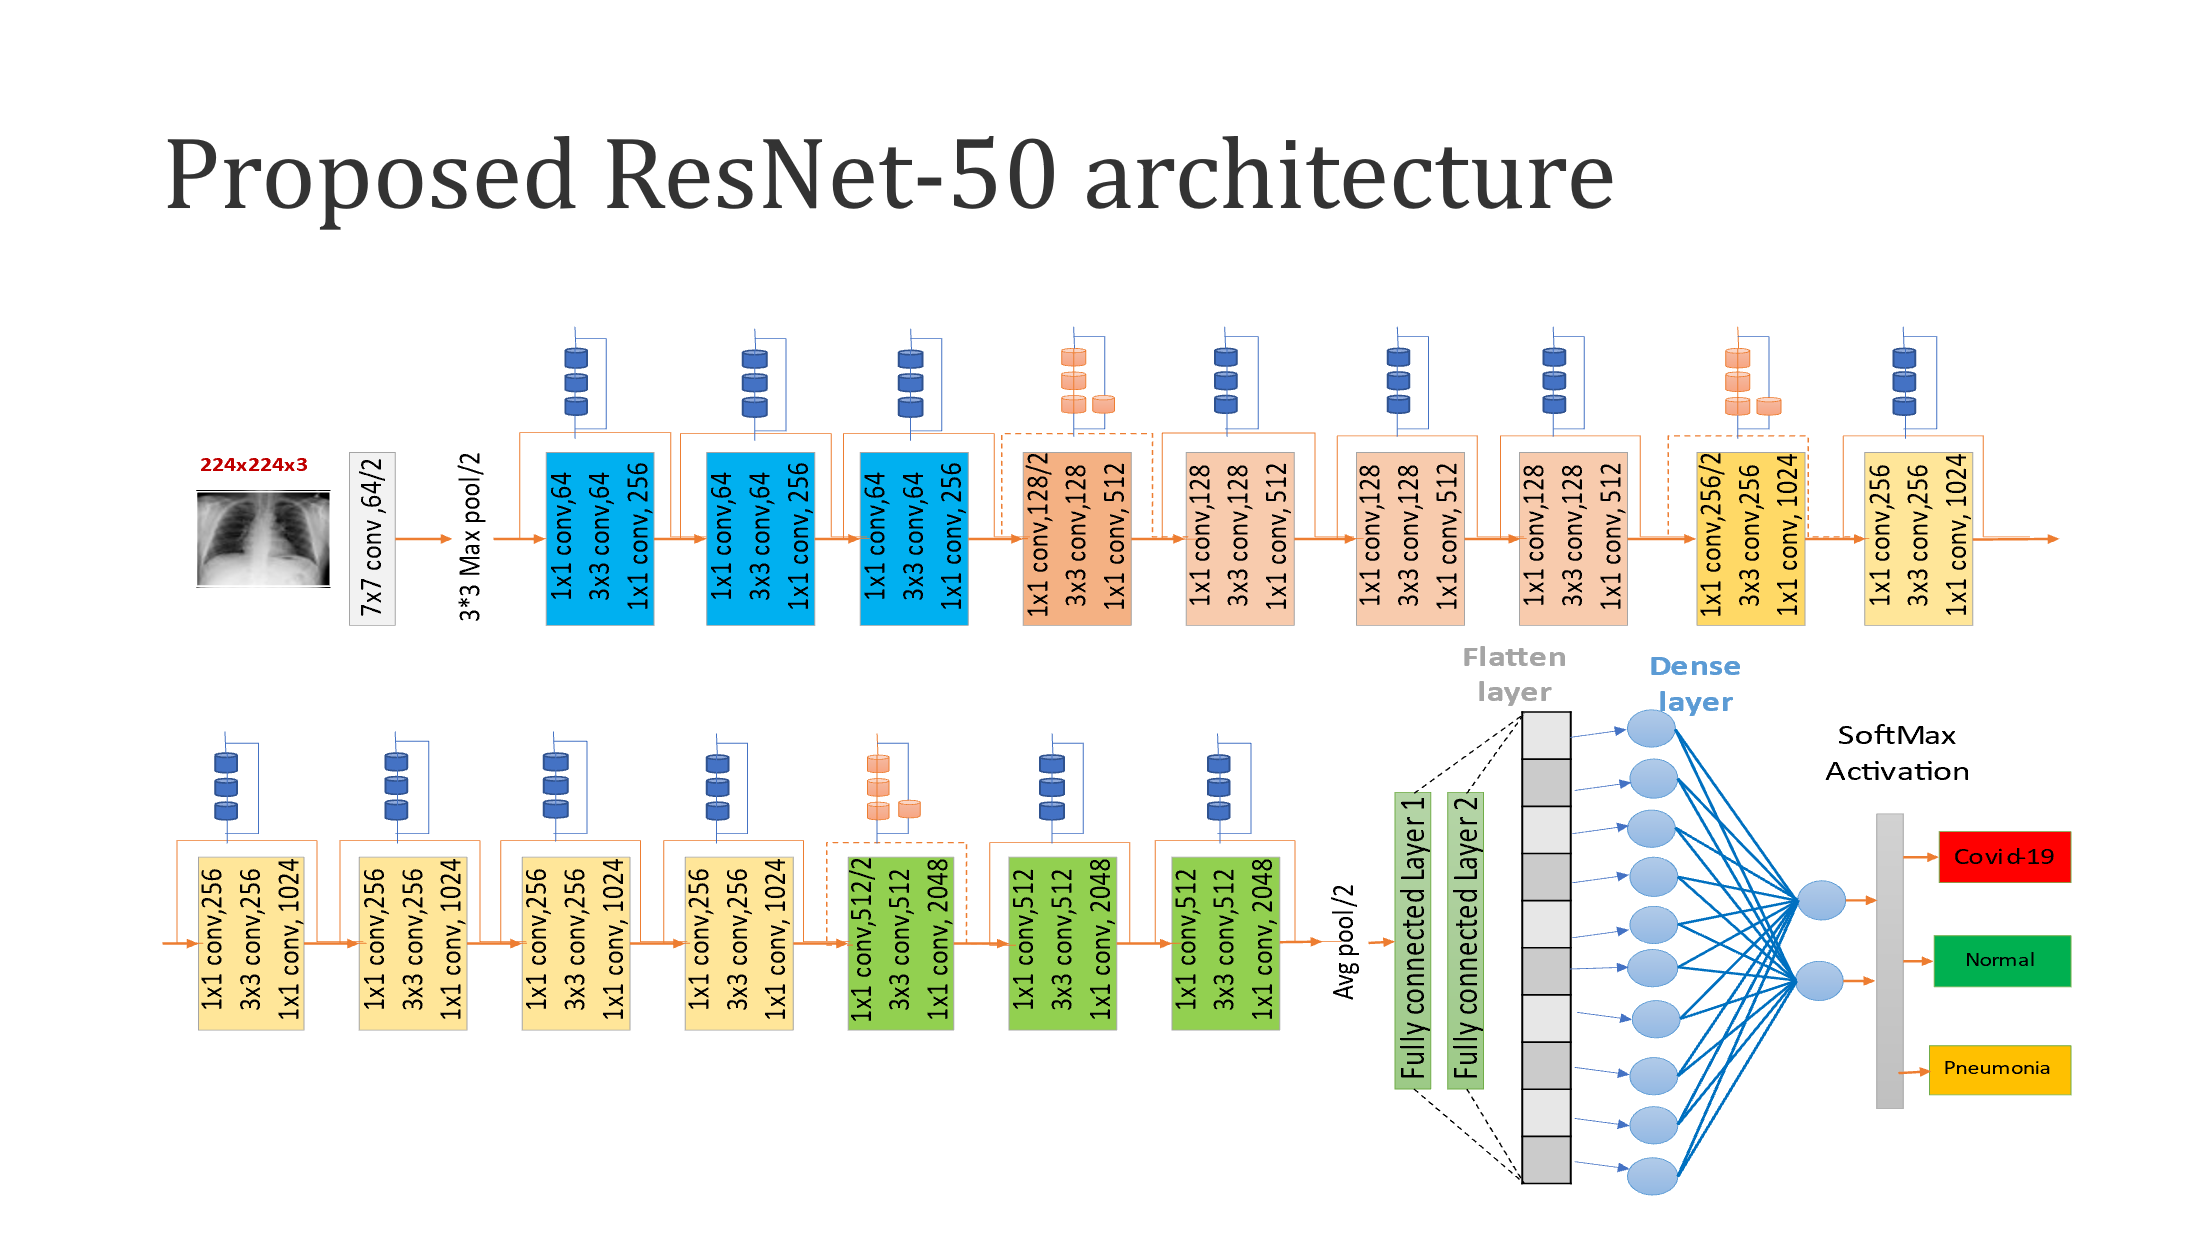 Proposed ResNet-50 architecture
224x224x3
7x7 conv ,64/2
3*3 Max pool/2
1x1 conv,64
3x3 conv,64
1x1 conv, 256
1x1 conv,64
3x3 conv,64
1x1 conv, 256
1x1 conv,64
3x3 conv,64
1x1 conv, 256
1x1 conv,128/2
3x3 conv,128
1x1 conv, 512
1x1 conv,128
3x3 conv,128
1x1 conv, 512
1x1 conv,128
3x3 conv,128
1x1 conv, 512
1x1 conv,128
3x3 conv,128
1x1 conv, 512
1x1 conv,256/2
3x3 conv,256
1x1 conv, 1024
1x1 conv,256
3x3 conv,256
1x1 conv, 1024
1x1 conv,256
3x3 conv,256
1x1 conv, 1024
1x1 conv,256
3x3 conv,256
1x1 conv, 1024
1x1 conv,256
3x3 conv,256
1x1 conv, 1024
1x1 conv,256
3x3 conv,256
1x1 conv, 1024
1x1 conv,512/2
3x3 conv,512
1x1 conv, 2048
1x1 conv,512
3x3 conv,512
1x1 conv, 2048
1x1 conv,512
3x3 conv,512
1x1 conv, 2048
Avg pool/2
Fully connected Layer 1
Fully connected Layer 2
Flatten
layer
Dense
layer
SoftMax
Activation
Covid-19
Normal
Pneumonia